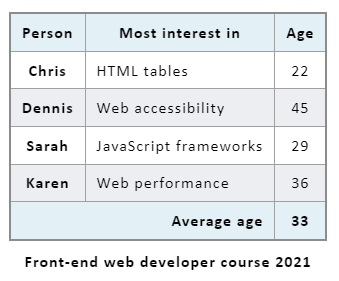 Person Most interest in Age
Chris HTML tables 22
Dennis Web accessibility 45
Sarah JavaScript frameworks 29
Karen Web performance 36
Average age 33
Front-end web developer course 2021